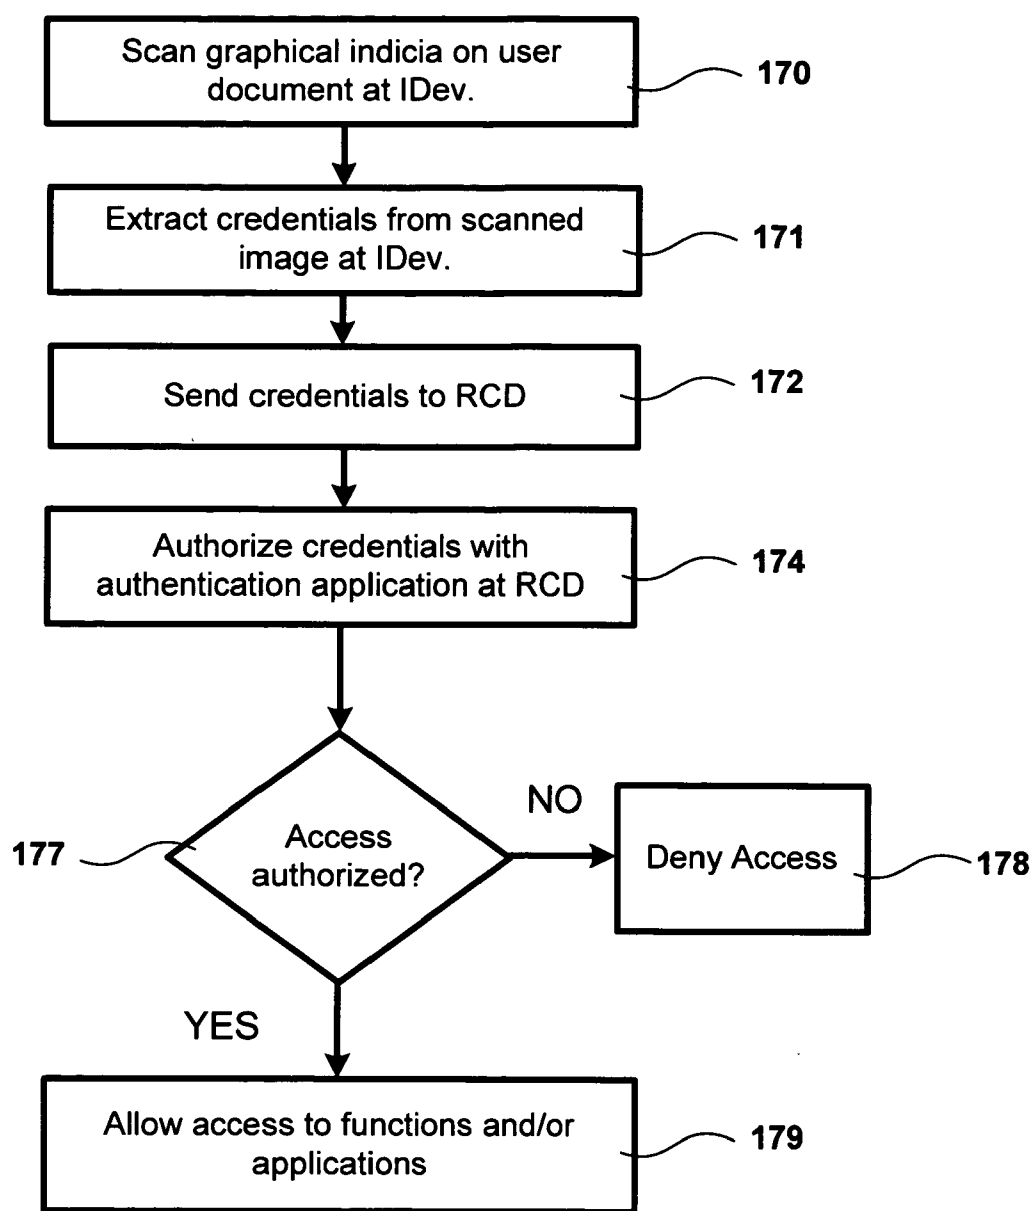 Scan graphical indicia on user
document at IDev.
170
Extract credentials from scanned
image at IDev.
171
Send credentials to RCD
172
Authorize credentials with
authentication application at RCD
174
Access
authorized?
177
NO
Deny Access
178
YES
Allow access to functions and/or
applications
179